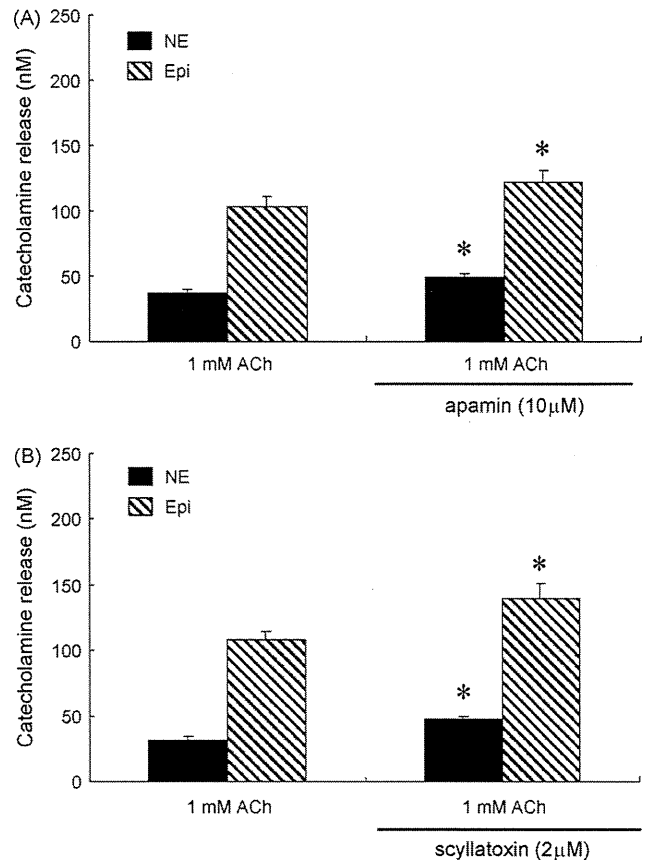 (A)
NE
Epi
Catecholamine release (nM)
250
200
150
100
50
0
*
*
1 mM ACh
1 mM ACh
apamin (10μM)
(B)
NE
Epi
Catecholamine release (nM)
250
200
150
100
50
0
*
*
1 mM ACh
1 mM ACh
scyllatoxin (2μM)